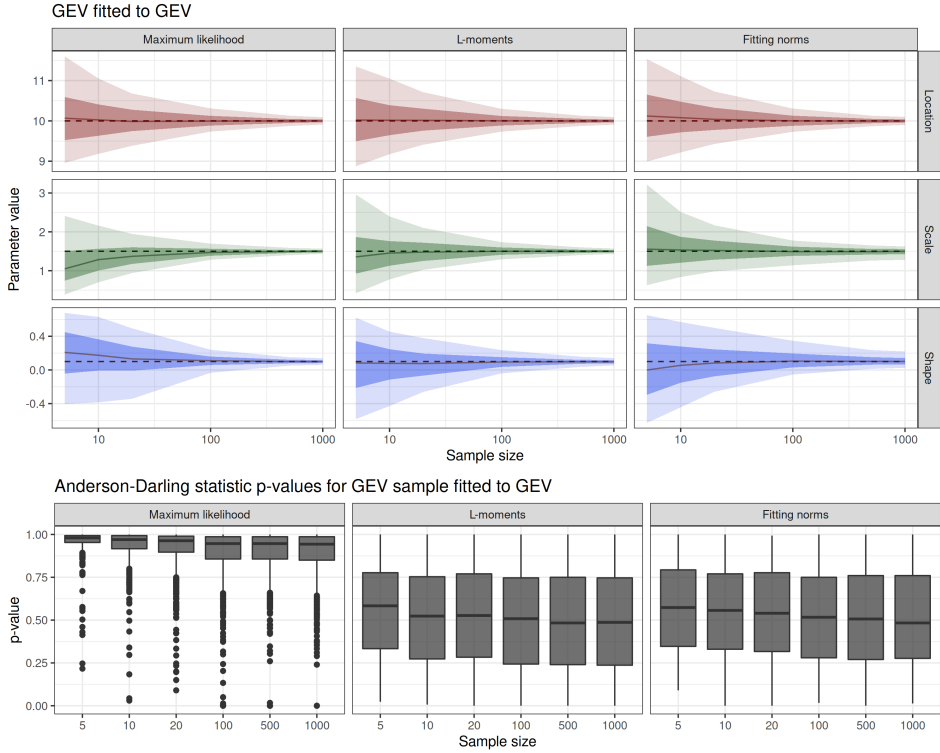 GEV fitted to GEV
Maximum likelihood L-moments Fitting norms
11
10
9
Location
3
2
1
Scale
0.4
0.0
-0.4
Shape
Parameter value
10 100 1000 10 100 1000 10 100 1000
Sample size
Anderson-Darling statistic p-values for GEV sample fitted to GEV
Maximum likelihood L-moments Fitting norms
1.00
0.75
0.50
0.25
0.00
p-value
5 10 20 100 500 1000 5 10 20 100 500 1000 5 10 20 100 500 1000
Sample size